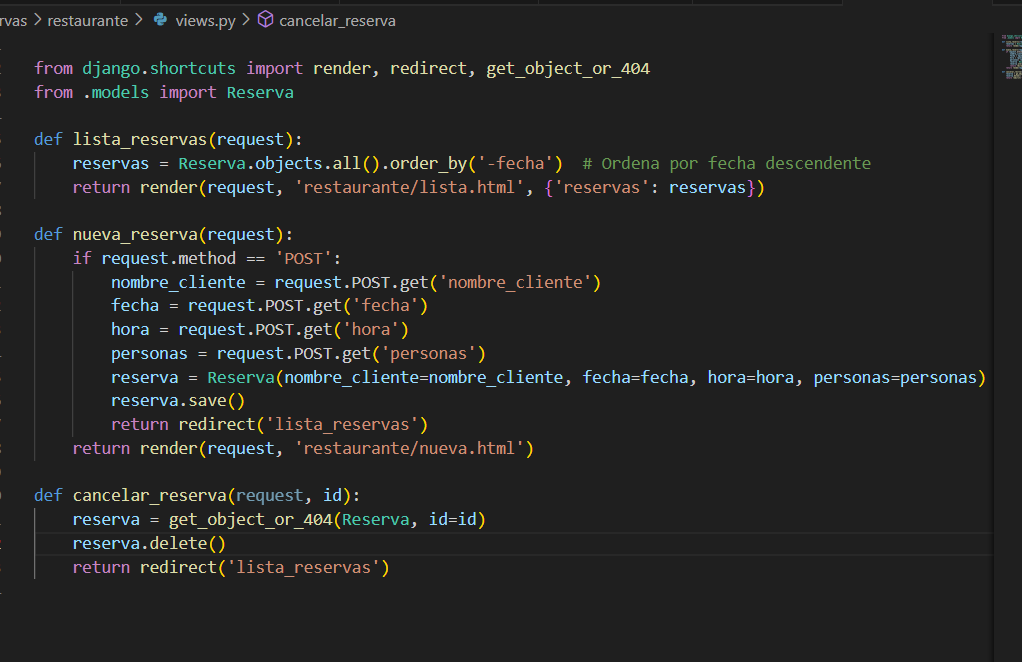 rvas > restaurante > views.py > cancelar_reserva
from django.shortcuts import render, redirect, get_object_or_404
from .models import Reserva
def lista_reservas(request):
    reservas = Reserva.objects.all().order_by('-fecha')  # Ordena por fecha descendente
    return render(request, 'restaurante/lista.html', {'reservas': reservas})
def nueva_reserva(request):
    if request.method == 'POST':
        nombre_cliente = request.POST.get('nombre_cliente')
        fecha = request.POST.get('fecha')
        hora = request.POST.get('hora')
        personas = request.POST.get('personas')
        reserva = Reserva(nombre_cliente=nombre_cliente, fecha=fecha, hora=hora, personas=personas)
        reserva.save()
        return redirect('lista_reservas')
    return render(request, 'restaurante/nueva.html')
def cancelar_reserva(request, id):
    reserva = get_object_or_404(Reserva, id=id)
    reserva.delete()
    return redirect('lista_reservas')